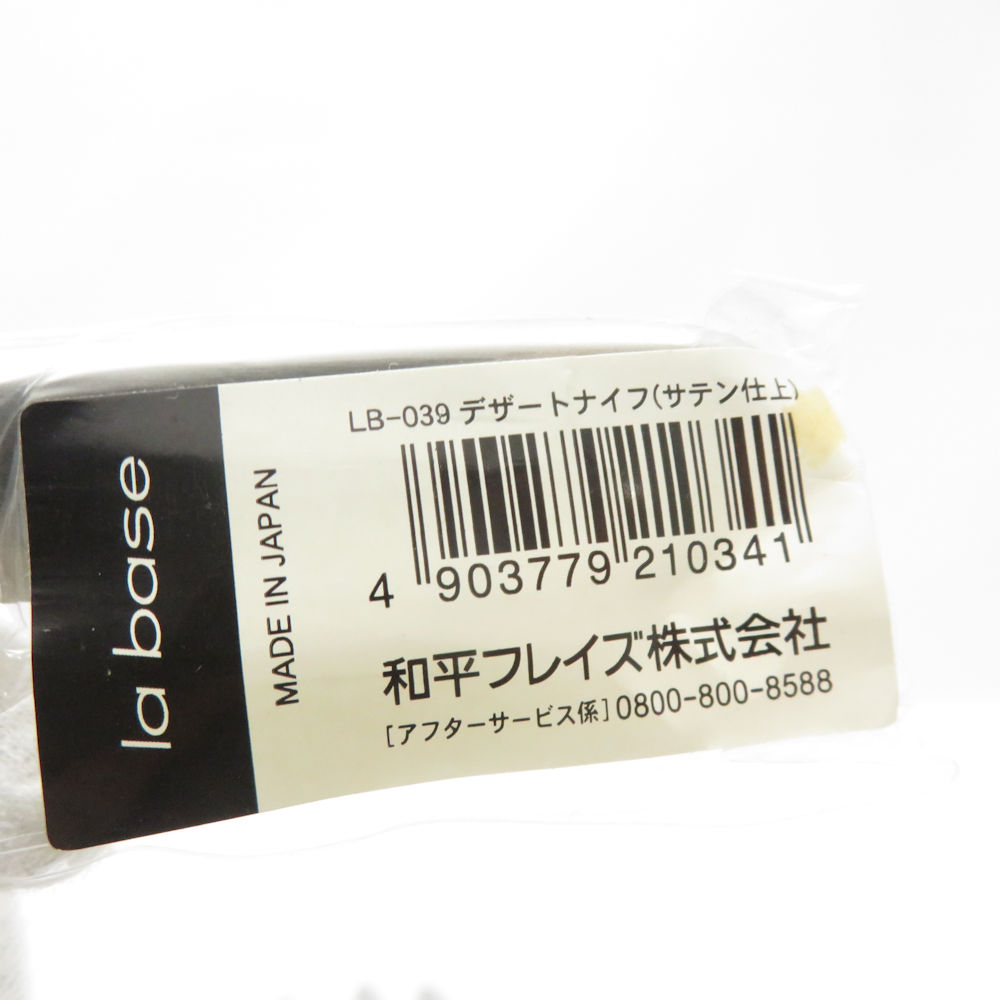 la base
MADE IN JAPAN
LB-039 デザートナイフ(サテン仕上)
4 903779 210341
和平フレイズ株式会社
[アフターサービス係]0800-800-8588